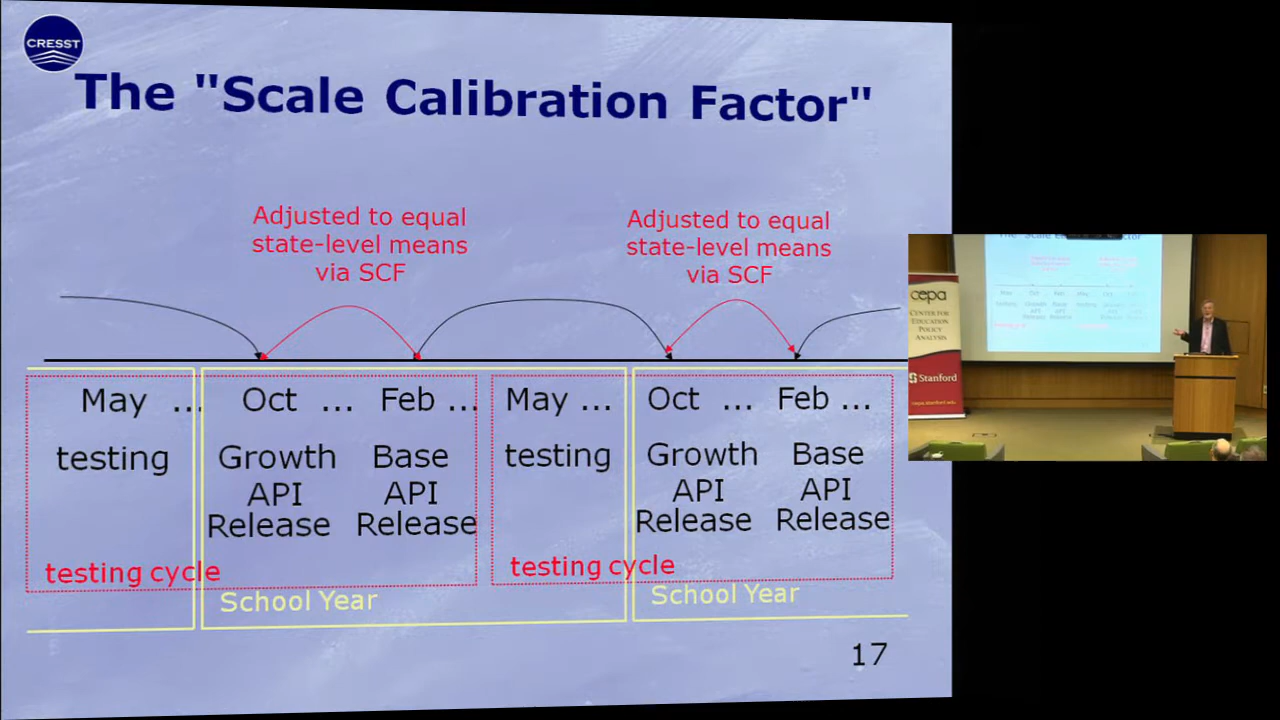 CRESST
The "Scale Calibration Factor"
Adjusted to equal
state-level means
via SCF
Adjusted to equal
state-level means
via SCF
May ... Oct ... Feb ... May ... Oct ... Feb ...
testing Growth Base testing Growth Base
API API API API
Release Release Release Release
testing cycle testing cycle
School Year School Year
17
cepa
CENTER FOR
EDUCATION
POLICY
ANALYSIS
Stanford